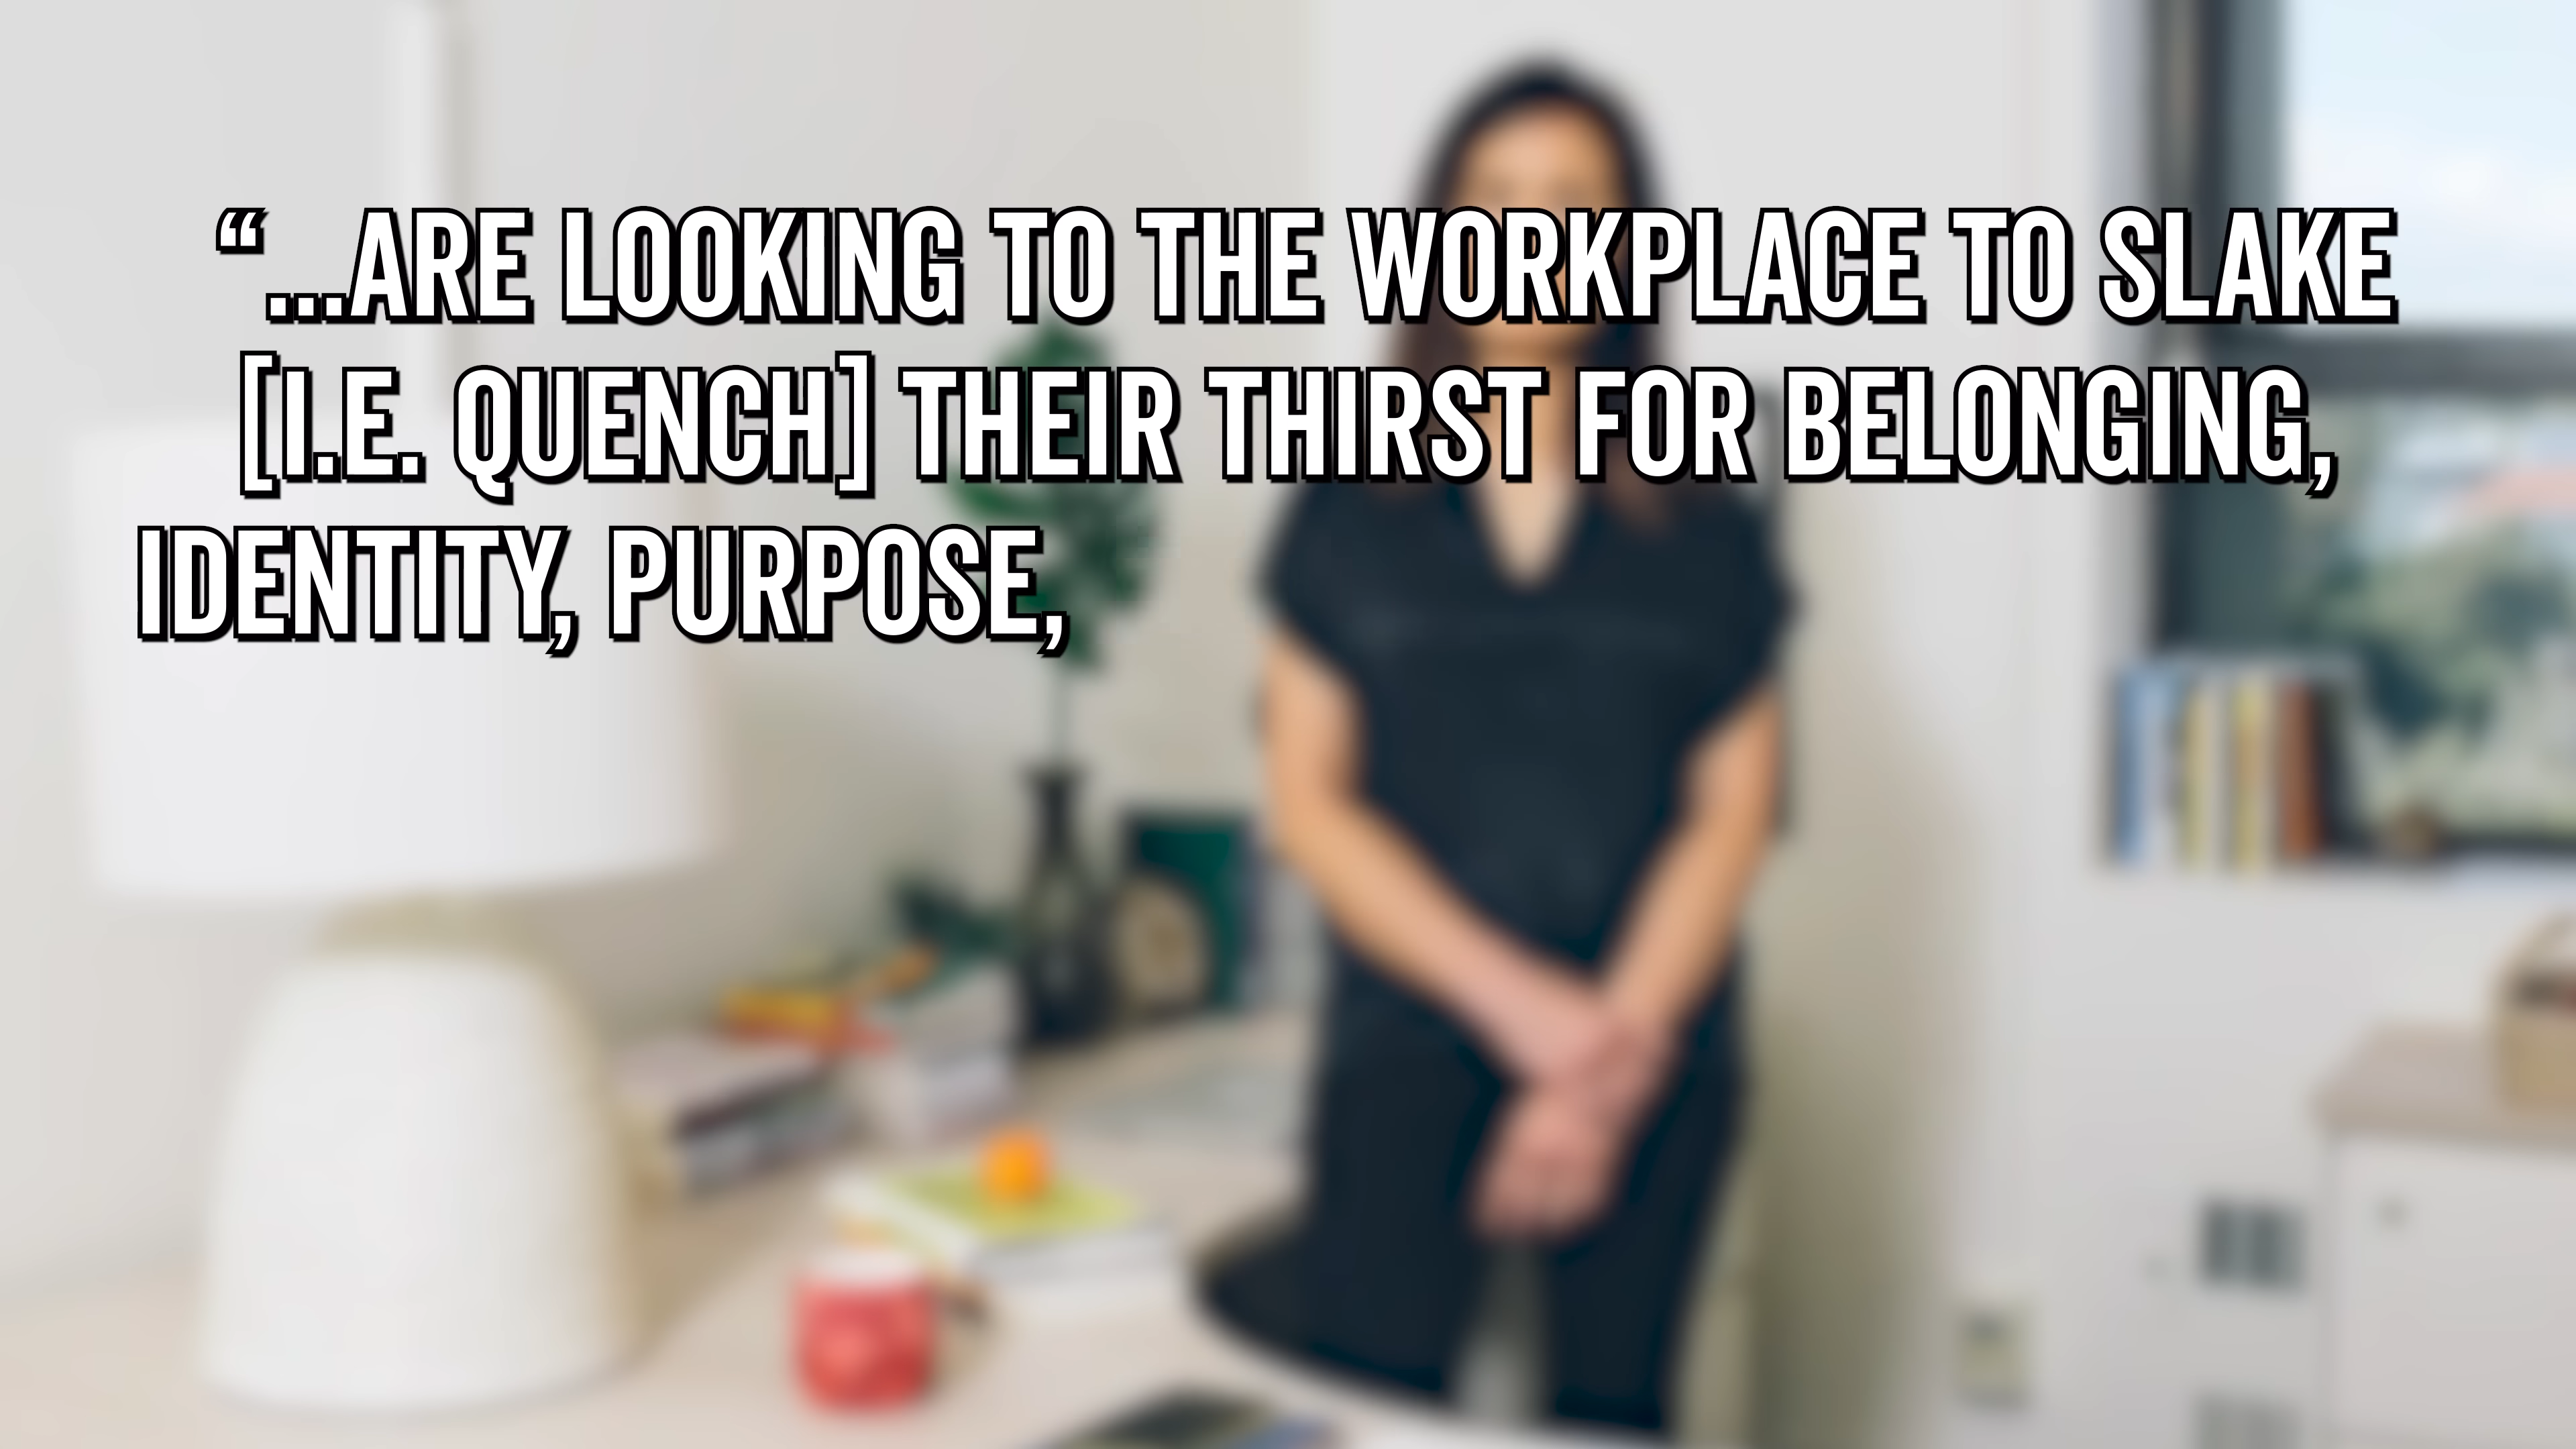 “...ARE LOOKING TO THE WORKPLACE TO SLAKE
[I.E. QUENCH] THEIR THIRST FOR BELONGING,
IDENTITY, PURPOSE,